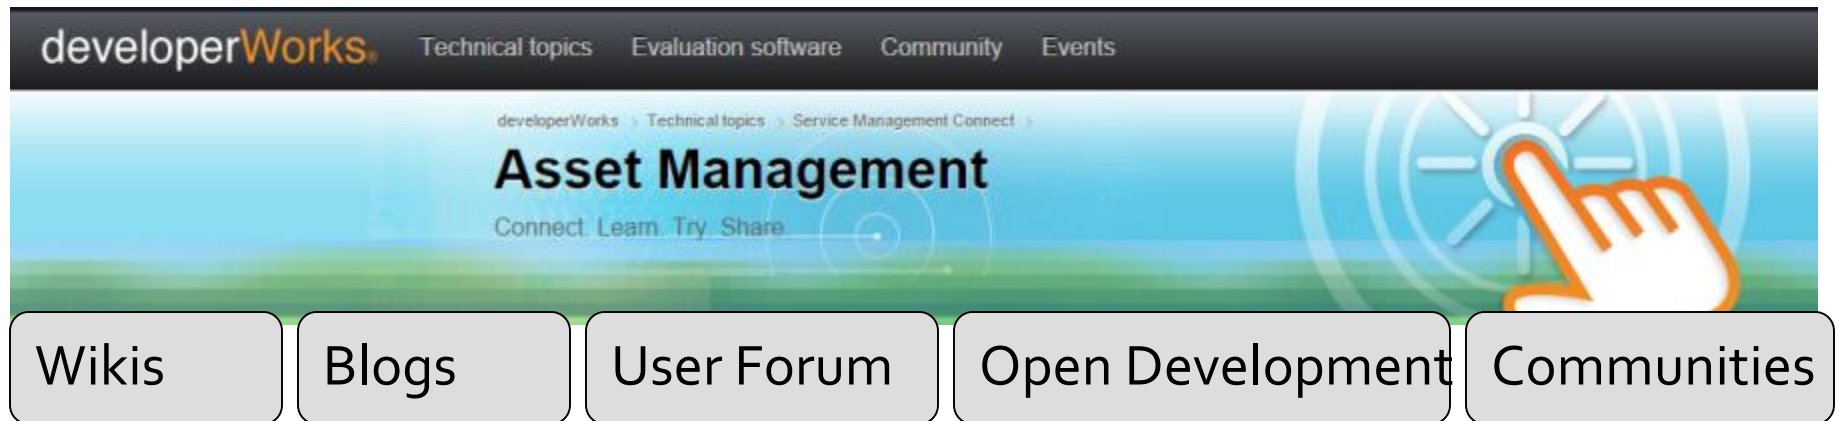 developerWorks® Technical topics Evaluation software Community Events
developerWorks > Technical topics > Service Management Connect >
Asset Management
Connect. Learn. Try. Share.
Wikis Blogs User Forum Open Development Communities